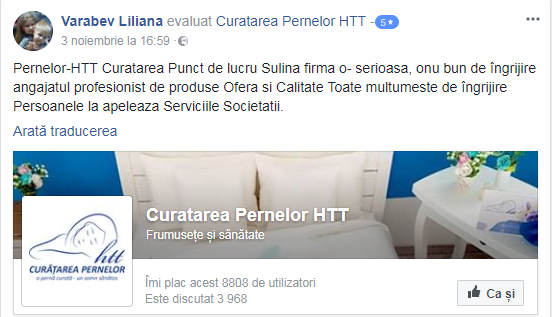 Varabev Liliana evaluat Curatarea Pernelor HTT - 5★
3 noiembrie la 16:59 ·
Pernelor-HTT Curatarea Punct de lucru Sulina firma o- serioasa, onu bun de îngrijire
angajatul profesionist de produse Ofera si Calitate Toate multumeste de îngrijire
Persoanele la apeleaza Serviciile Societatii.
Arată traducerea
htt
CURĂȚAREA PERNELOR
o pernă curată - un somn sănătos
Curatarea Pernelor HTT
Frumusețe și sănătate
Îmi plac acest 8808 de utilizatori
Este discutat 3 968
Ca și